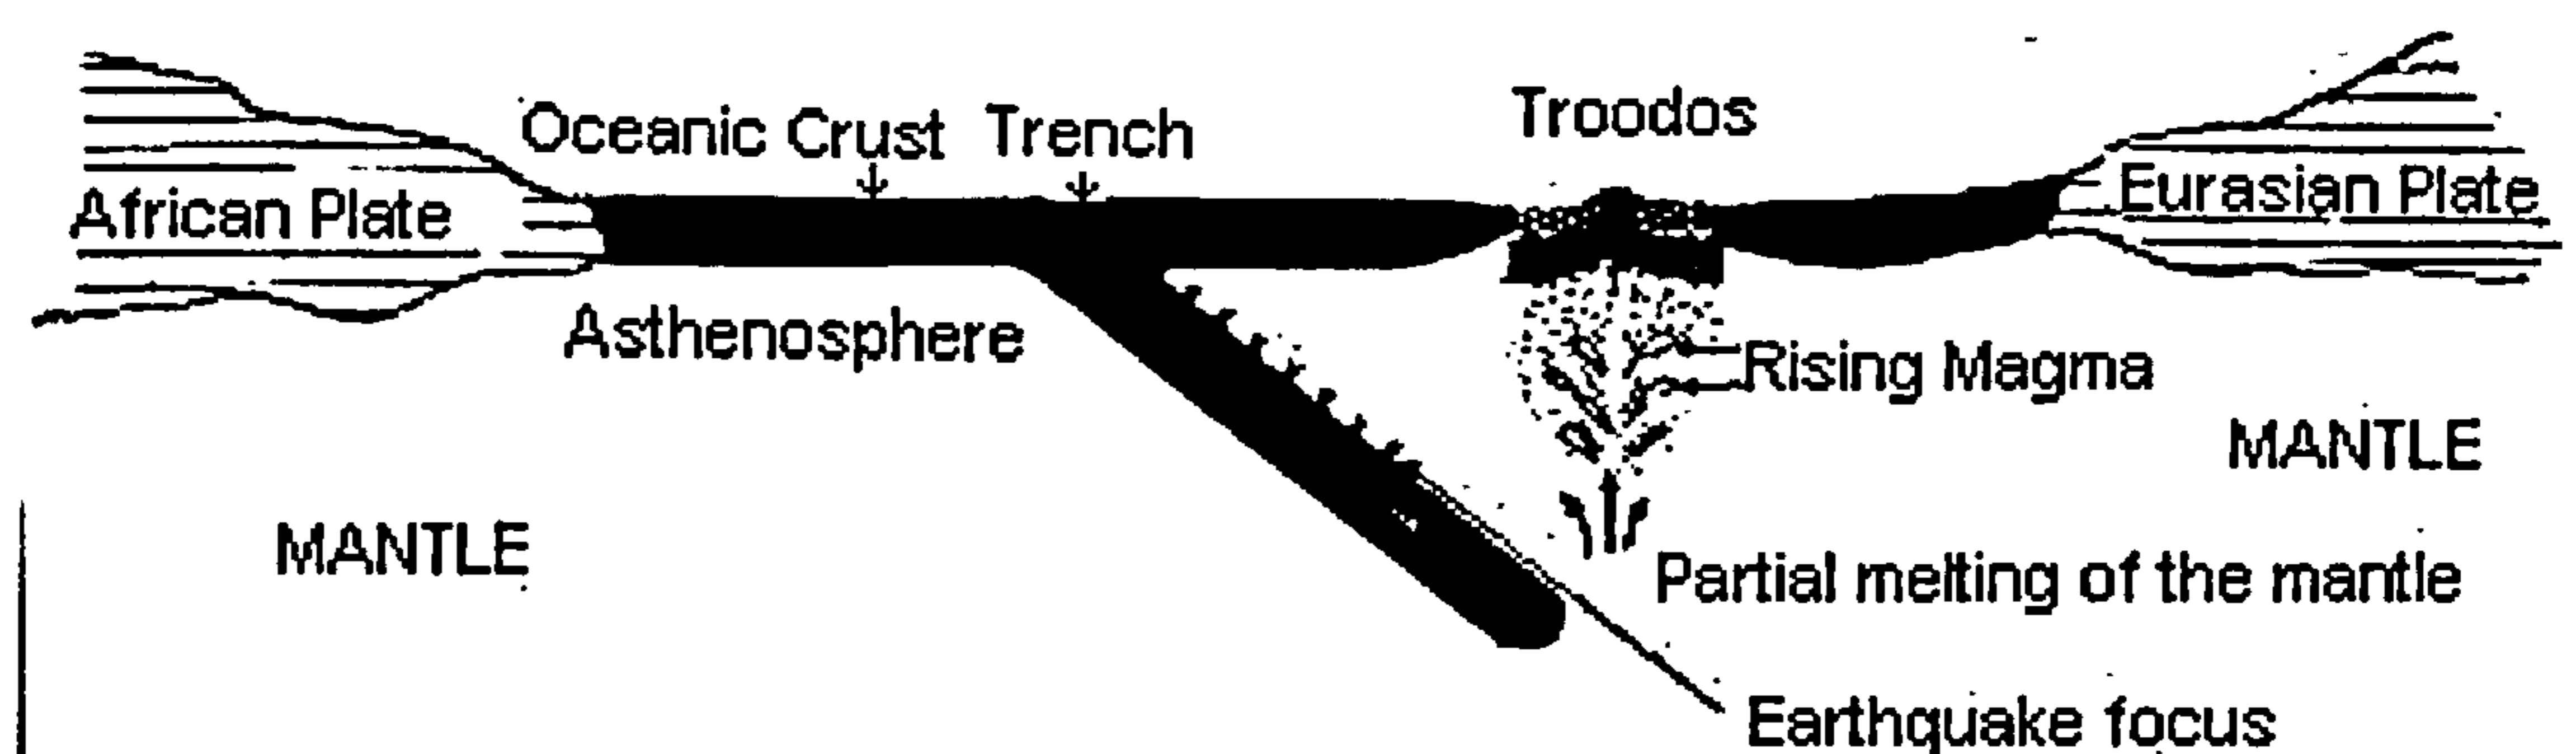 Troodos
Oceanic Crust Trench
African Plate
Eurasian Plate
Asthenosphere
Rising Magma
MANTLE
MANTLE
Partial melting of the mantle
Earthquake focus